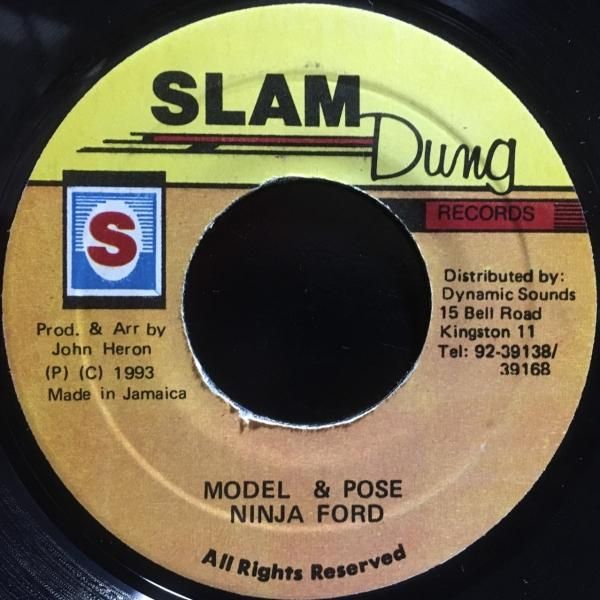 SLAM
Dung
RECORDS
S
Prod. & Arr by
John Heron
(P) (C) 1993
Made in Jamaica
Distributed by:
Dynamic Sounds
15 Bell Road
Kingston 11
Tel: 92-39138/
39168
MODEL & POSE
NINJA FORD
All Rights Reserved